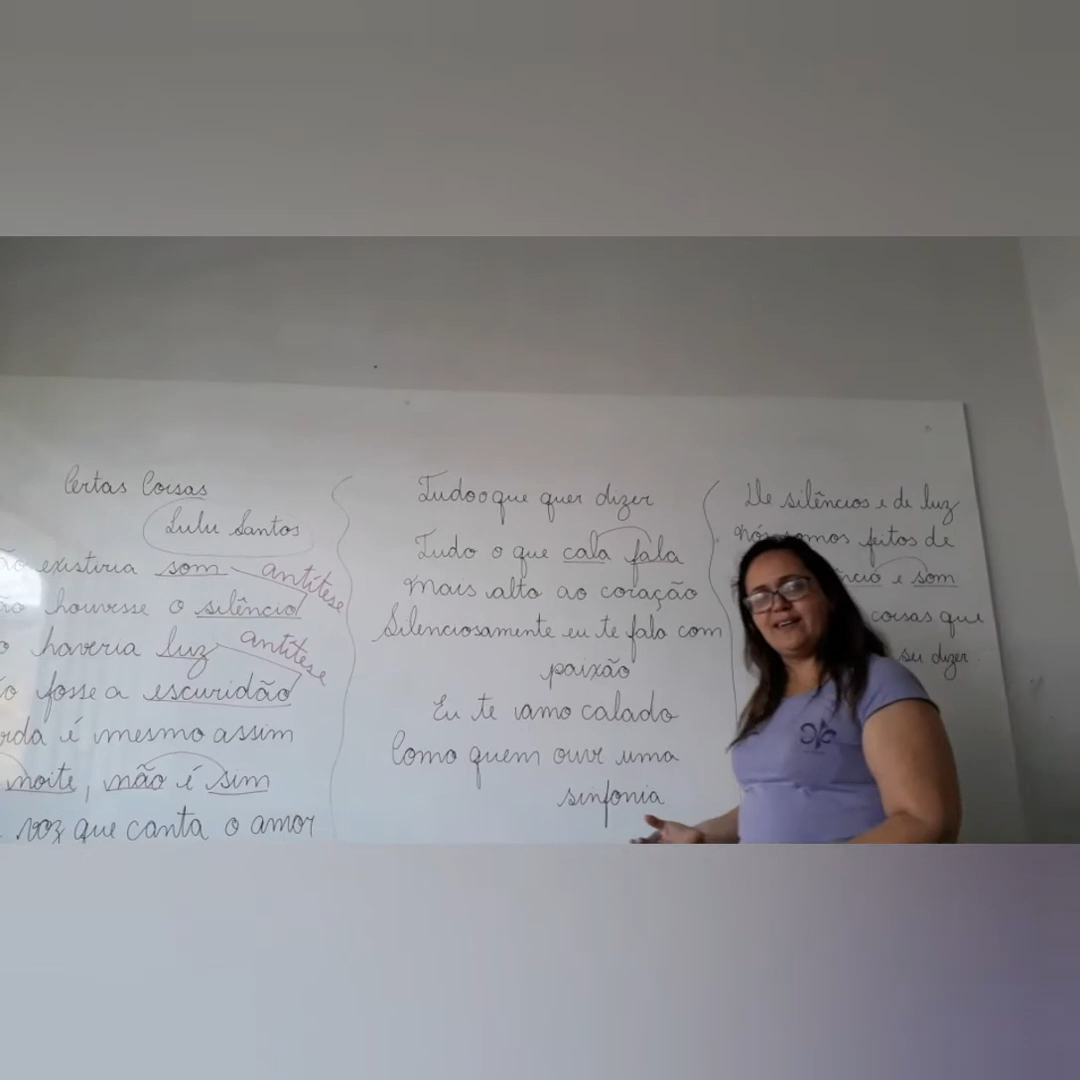 Certas Coisas
Lulu Santos
existiria som antítese
houvesse o silêncio
haveria luz antítese
fosse a escuridão
é mesmo assim
noite, não é sim
voz que canta o amor
Tudo o que quer dizer
Tudo o que cala fala
Mais alto ao coração
Silenciosamente eu te falo com
paixão
Eu te amo calado
Como quem ouve uma
sinfonia
De silêncios e de luz
Nós somos feitos de
e som
coisas que
sei dizer.